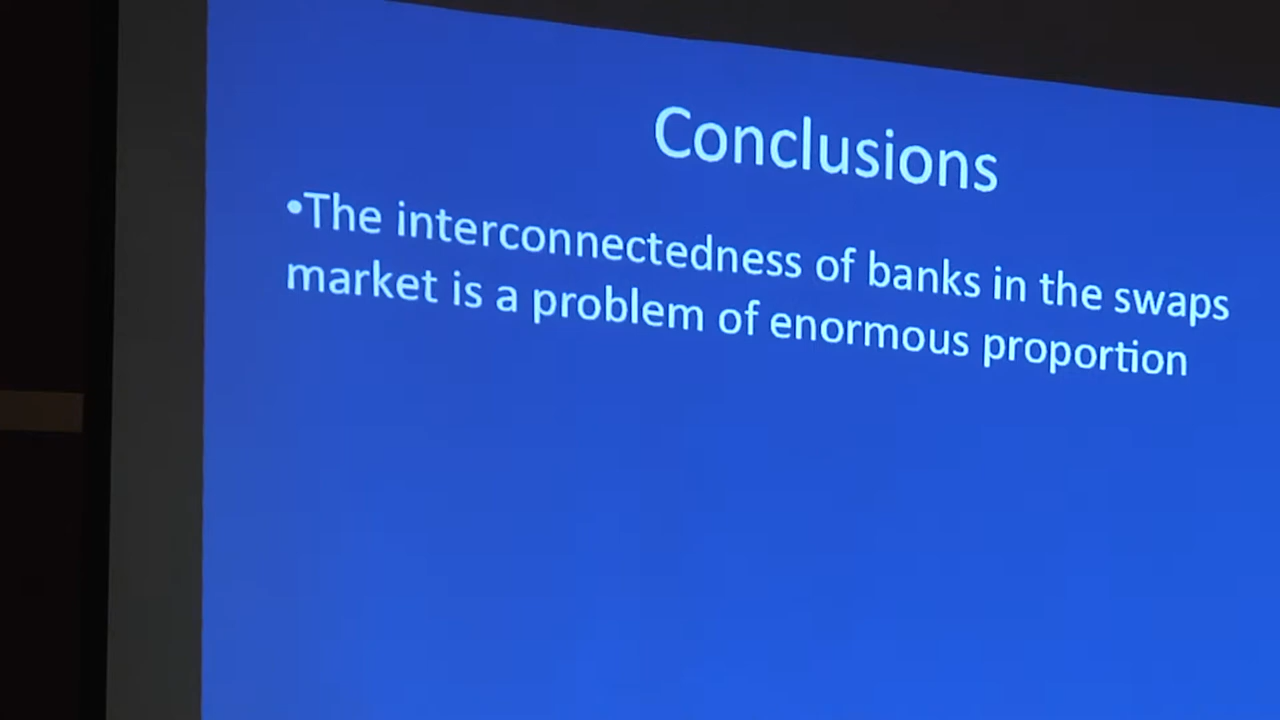 Conclusions
•The interconnectedness of banks in the swaps
market is a problem of enormous proportion